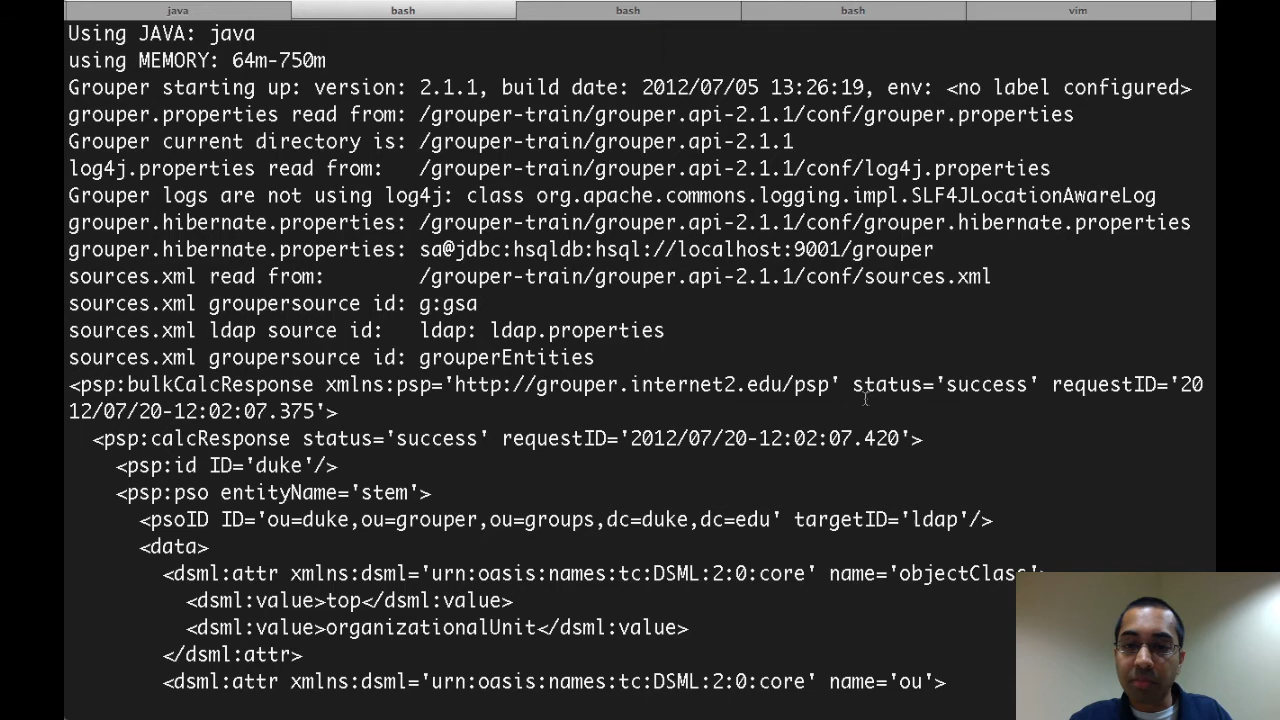 java bash bash bash vim
Using JAVA: java
using MEMORY: 64m-750m
Grouper starting up: version: 2.1.1, build date: 2012/07/05 13:26:19, env: <no label configured>
grouper.properties read from: /grouper-train/grouper.api-2.1.1/conf/grouper.properties
Grouper current directory is: /grouper-train/grouper.api-2.1.1
log4j.properties read from:   /grouper-train/grouper.api-2.1.1/conf/log4j.properties
Grouper logs are not using log4j: class org.apache.commons.logging.impl.SLF4JLocationAwareLog
grouper.hibernate.properties: /grouper-train/grouper.api-2.1.1/conf/grouper.hibernate.properties
grouper.hibernate.properties: sa@jdbc:hsqldb:hsql://localhost:9001/grouper
sources.xml read from:        /grouper-train/grouper.api-2.1.1/conf/sources.xml
sources.xml groupersource id: g:gsa
sources.xml ldap source id:   ldap: ldap.properties
sources.xml groupersource id: grouperEntities
<psp:bulkCalcResponse xmlns:psp='http://grouper.internet2.edu/psp' status='success' requestID='20
12/07/20-12:02:07.375'>
  <psp:calcResponse status='success' requestID='2012/07/20-12:02:07.420'>
    <psp:id ID='duke'/>
    <psp:pso entityName='stem'>
      <psoID ID='ou=duke,ou=grouper,ou=groups,dc=duke,dc=edu' targetID='ldap'/>
      <data>
        <dsml:attr xmlns:dsml='urn:oasis:names:tc:DSML:2:0:core' name='objectClass'>
          <dsml:value>top</dsml:value>
          <dsml:value>organizationalUnit</dsml:value>
        </dsml:attr>
        <dsml:attr xmlns:dsml='urn:oasis:names:tc:DSML:2:0:core' name='ou'>